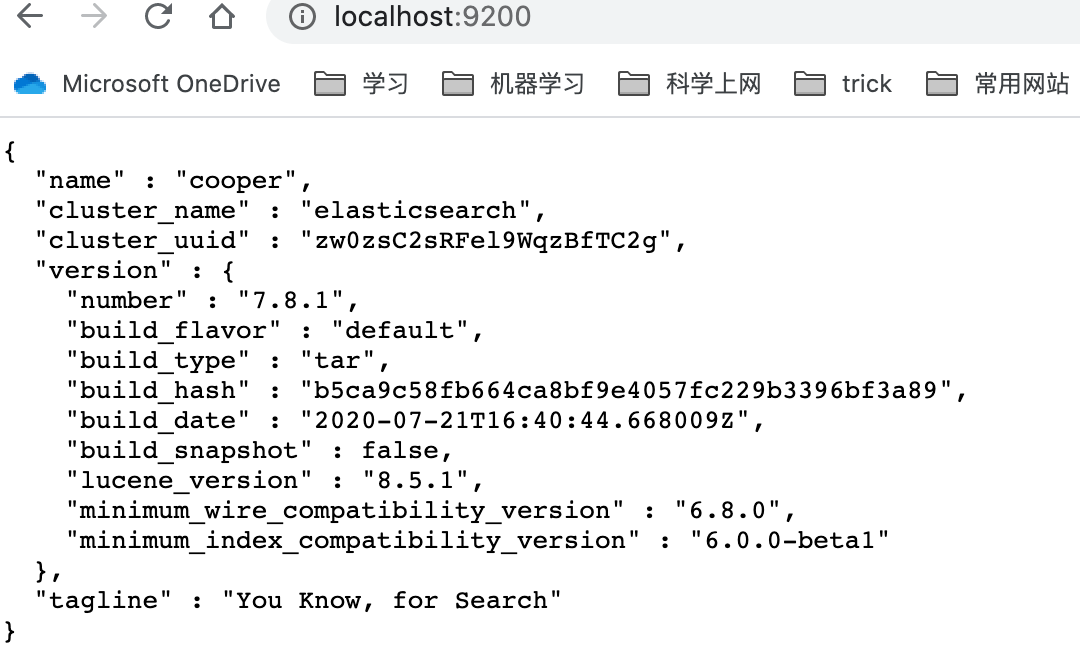 localhost:9200
Microsoft OneDrive 学习 机器学习 科学上网 trick 常用网站
{
  "name" : "cooper",
  "cluster_name" : "elasticsearch",
  "cluster_uuid" : "zw0zsC2sRFel9WqzBfTC2g",
  "version" : {
    "number" : "7.8.1",
    "build_flavor" : "default",
    "build_type" : "tar",
    "build_hash" : "b5ca9c58fb664ca8bf9e4057fc229b3396bf3a89",
    "build_date" : "2020-07-21T16:40:44.668009Z",
    "build_snapshot" : false,
    "lucene_version" : "8.5.1",
    "minimum_wire_compatibility_version" : "6.8.0",
    "minimum_index_compatibility_version" : "6.0.0-beta1"
  },
  "tagline" : "You Know, for Search"
}